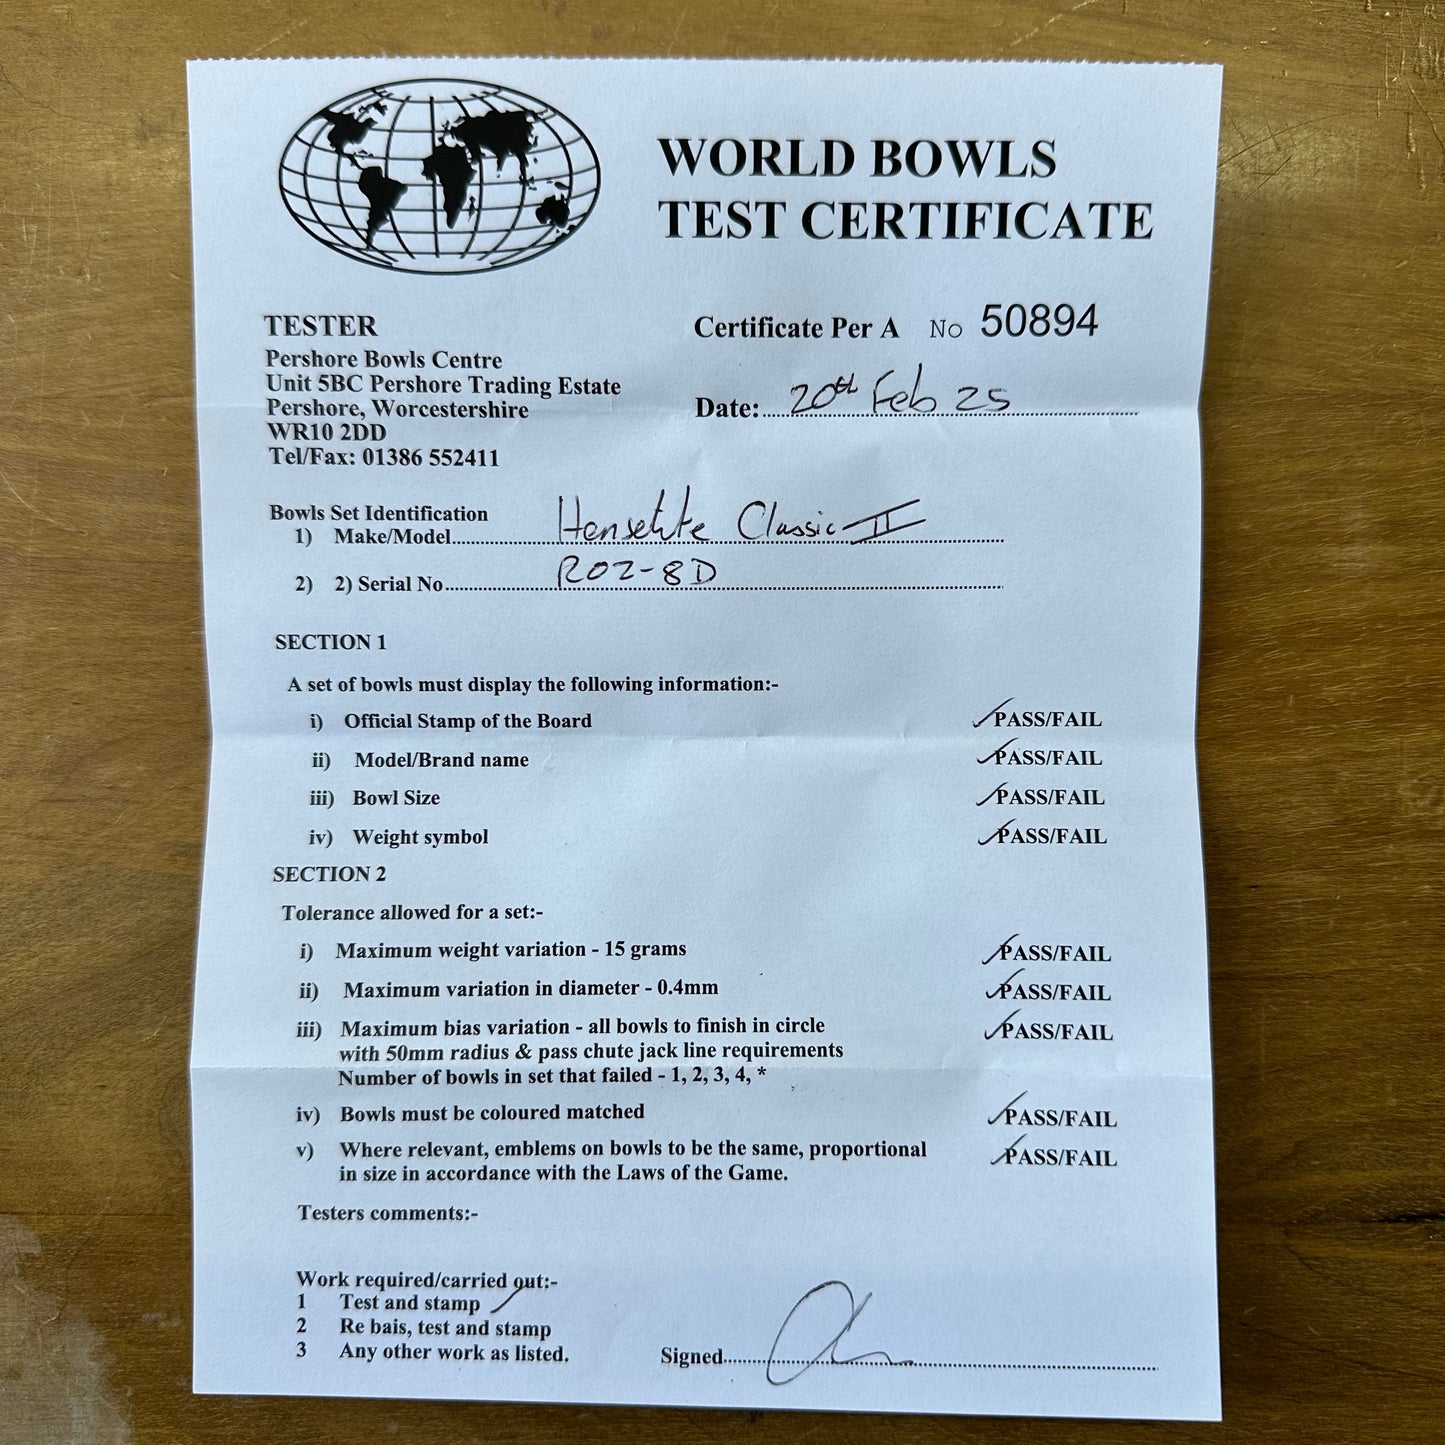 WORLD BOWLS
TEST CERTIFICATE
TESTER
Pershore Bowls Centre
Unit 5BC Pershore Trading Estate
Pershore, Worcestershire
WR10 2DD
Tel/Fax: 01386 552411
Certificate Per A No 50894
Date: 20th Feb 25
Bowls Set Identification
1) Make/Model Henselite Classic II
2) 2) Serial No R02-8D
SECTION 1
A set of bowls must display the following information:-
i) Official Stamp of the Board PASS/FAIL
ii) Model/Brand name PASS/FAIL
iii) Bowl Size PASS/FAIL
iv) Weight symbol PASS/FAIL
SECTION 2
Tolerance allowed for a set:-
i) Maximum weight variation - 15 grams PASS/FAIL
ii) Maximum variation in diameter - 0.4mm PASS/FAIL
iii) Maximum bias variation - all bowls to finish in circle PASS/FAIL
with 50mm radius & pass chute jack line requirements
Number of bowls in set that failed - 1, 2, 3, 4, *
iv) Bowls must be coloured matched PASS/FAIL
v) Where relevant, emblems on bowls to be the same, proportional PASS/FAIL
in size in accordance with the Laws of the Game.
Testers comments:-
Work required/carried out:-
1 Test and stamp
2 Re bais, test and stamp
3 Any other work as listed.
Signed